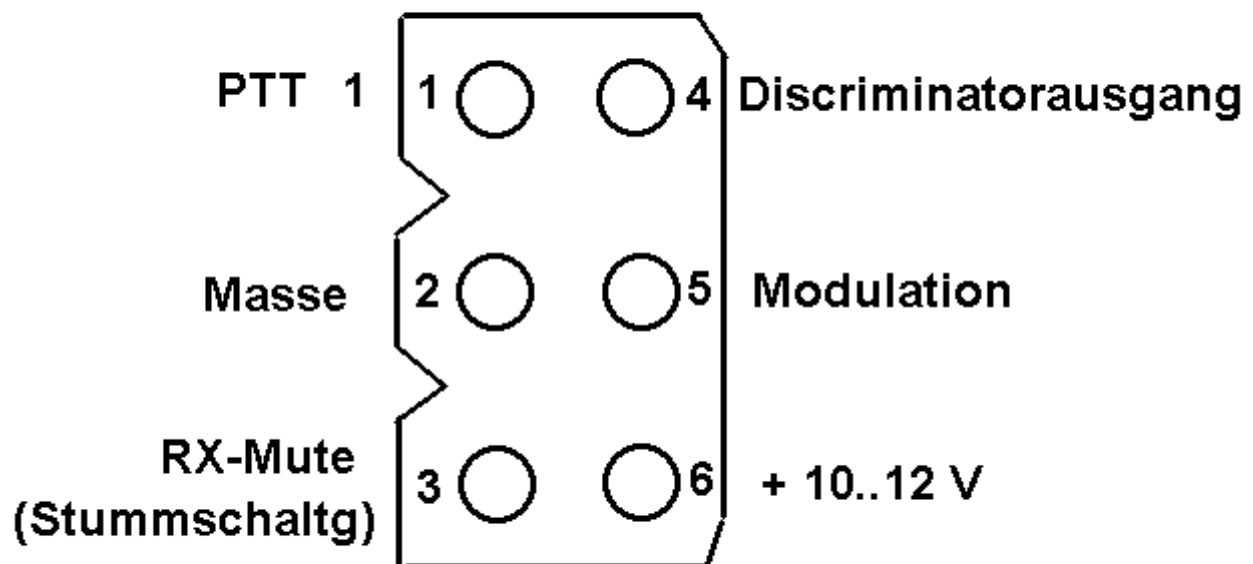 PTT 1 1 4 Discriminatorausgang
Masse 2 5 Modulation
RX-Mute
(Stummschaltg) 3 6 + 10..12 V